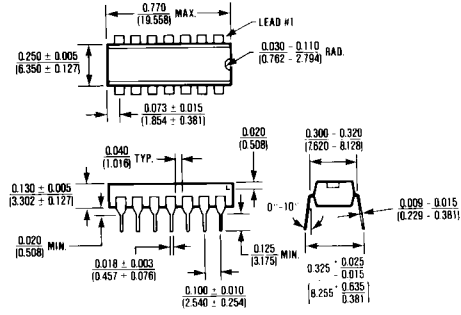 0.770
(19.558) MAX.
LEAD #1
0.250 ± 0.005
(6.350 ± 0.127)
0.030 - 0.110
(0.762 - 2.794) RAD.
0.073 ± 0.015
(1.854 ± 0.381)
0.040
(1.016) TYP.
0.020
(0.508)
0.300 - 0.320
(7.620 - 8.128)
0.130 ± 0.005
(3.302 ± 0.127)
0°-10°
0.009 - 0.015
(0.229 - 0.381)
0.020
(0.508) MIN.
0.125
(3.175) MIN.
0.018 ± 0.003
(0.457 ± 0.076)
0.100 ± 0.010
(2.540 ± 0.254)
0.325 + 0.025
- 0.015
(8.255 + 0.635
- 0.381)